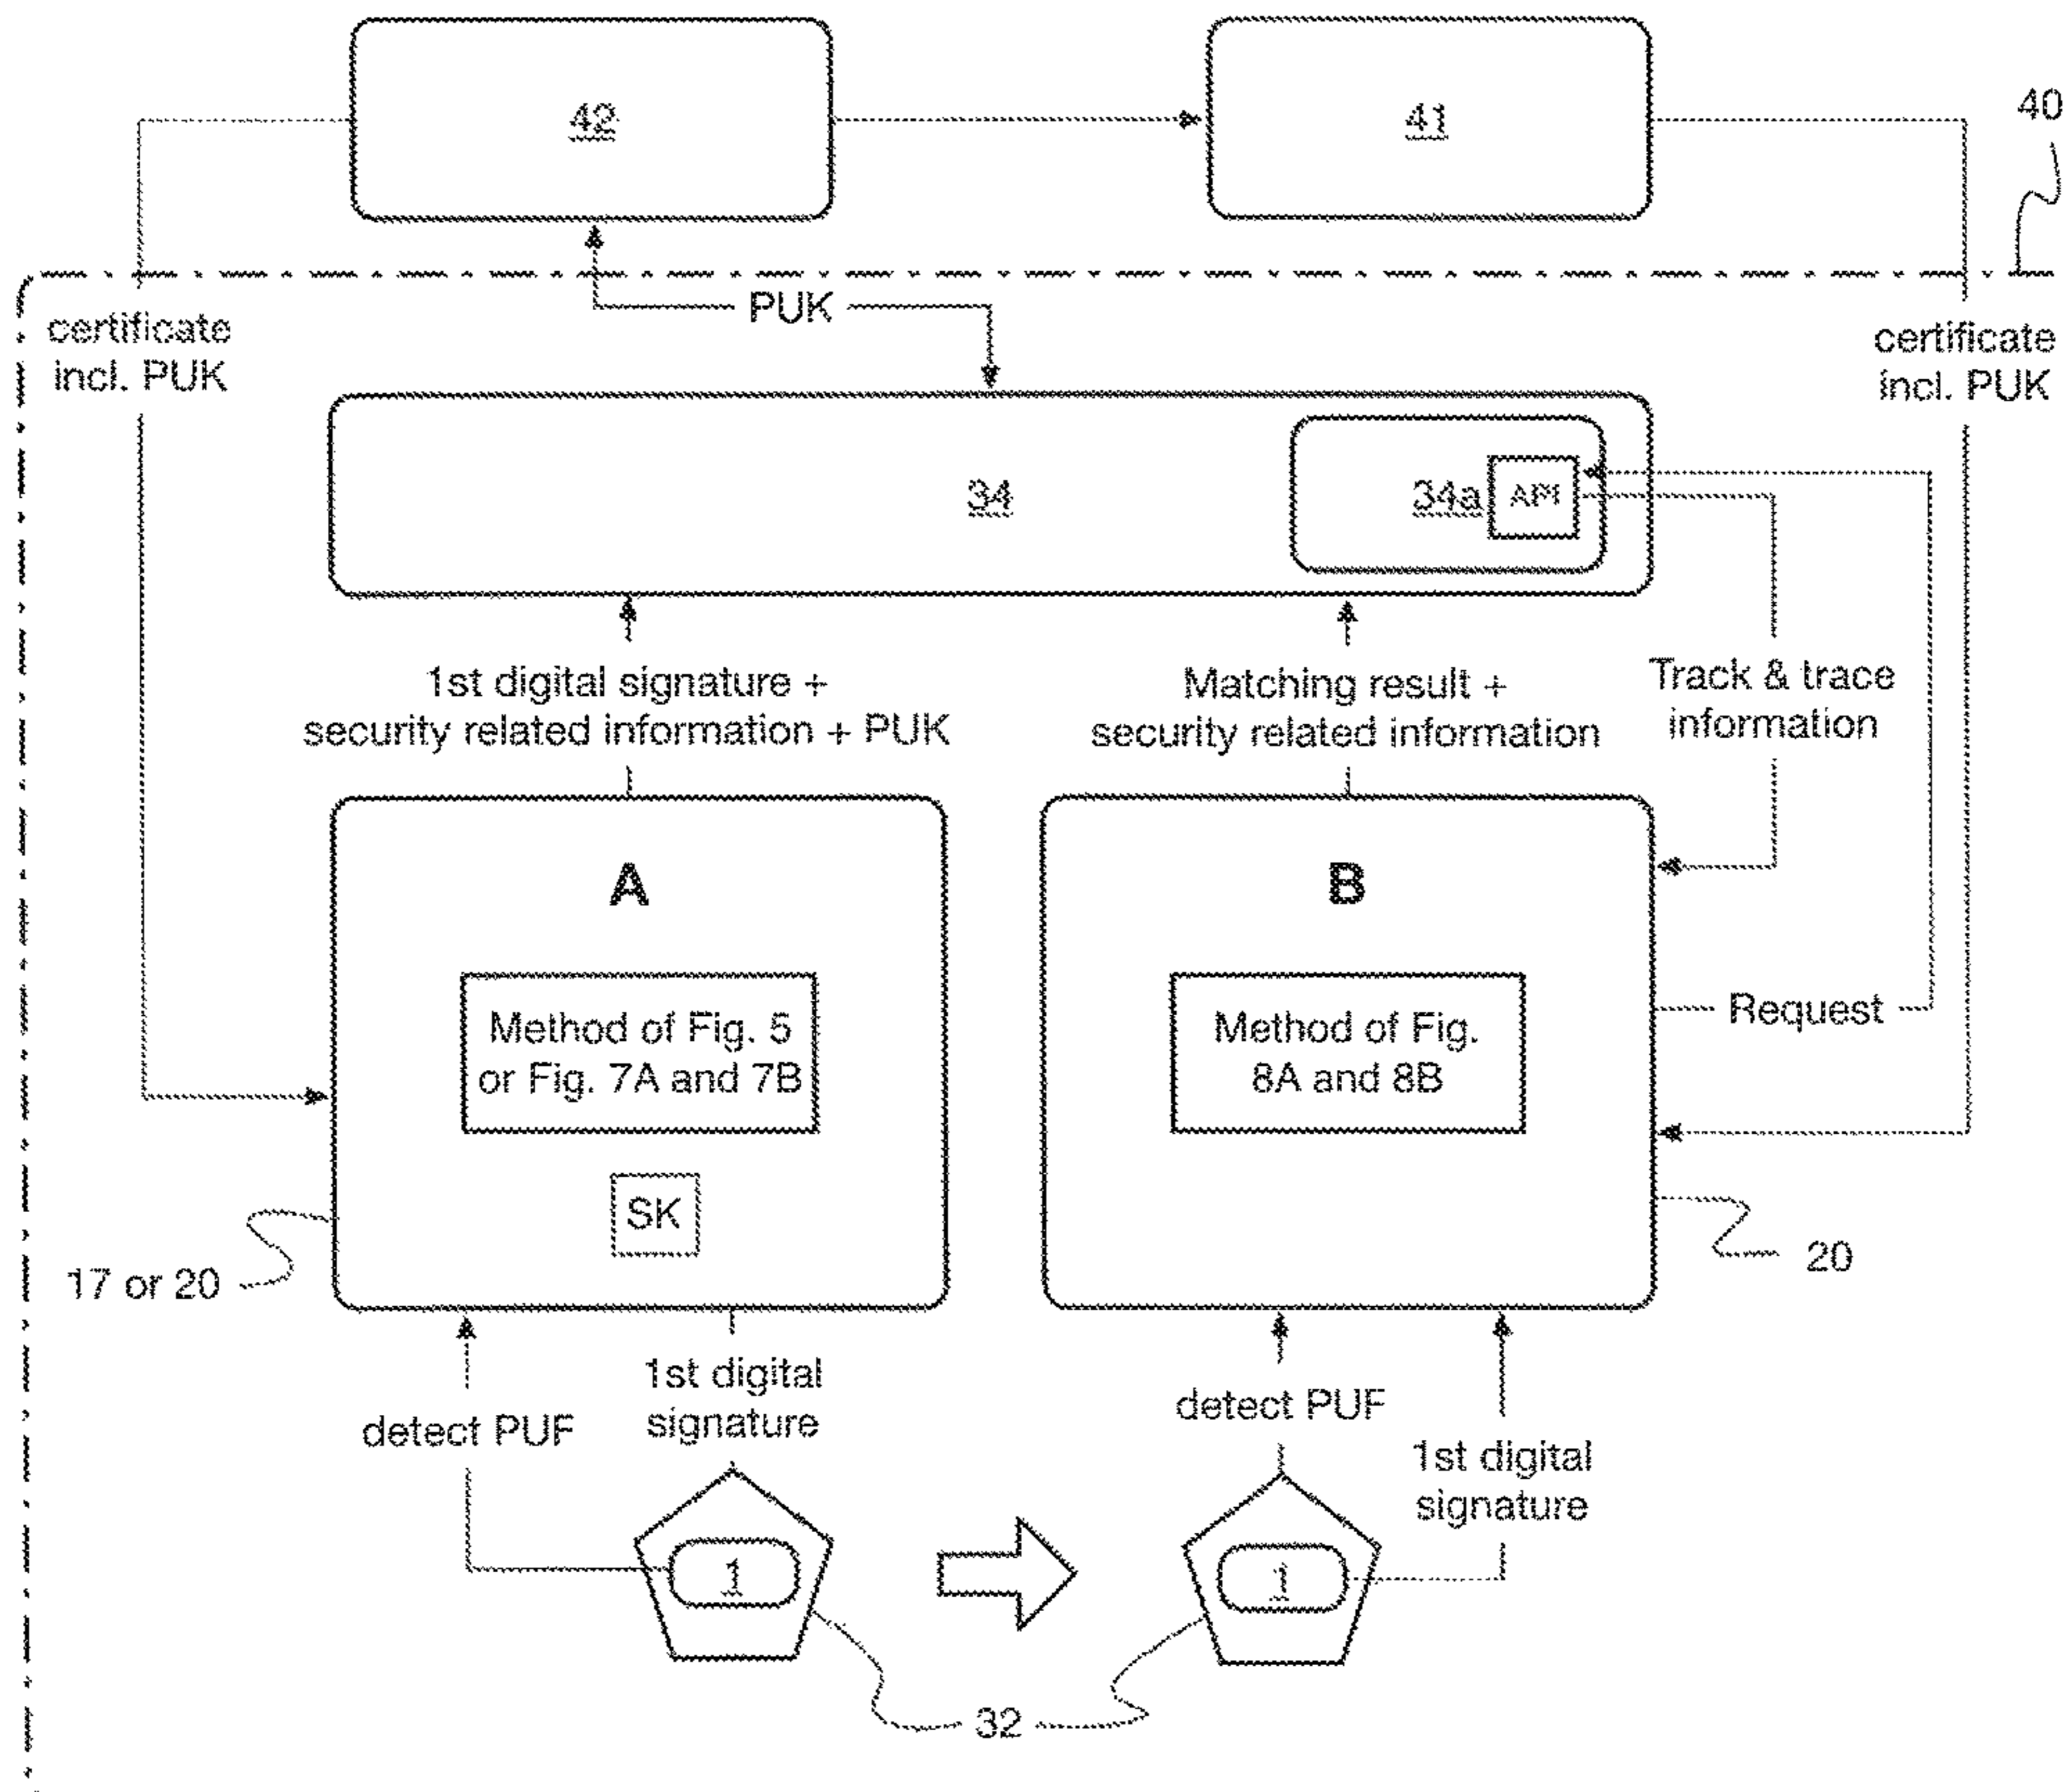 42
41
40
PUK
certificate
incl. PUK
certificate
incl. PUK
34
34a
API
1st digital signature +
security related information + PUK
Matching result +
security related information
Track & trace
information
A
B
Method of Fig. 5
or Fig. 7A and 7B
Method of Fig.
8A and 8B
Request
SK
17 or 20
20
detect PUF
1st digital
signature
detect PUF
1st digital
signature
1
1
32